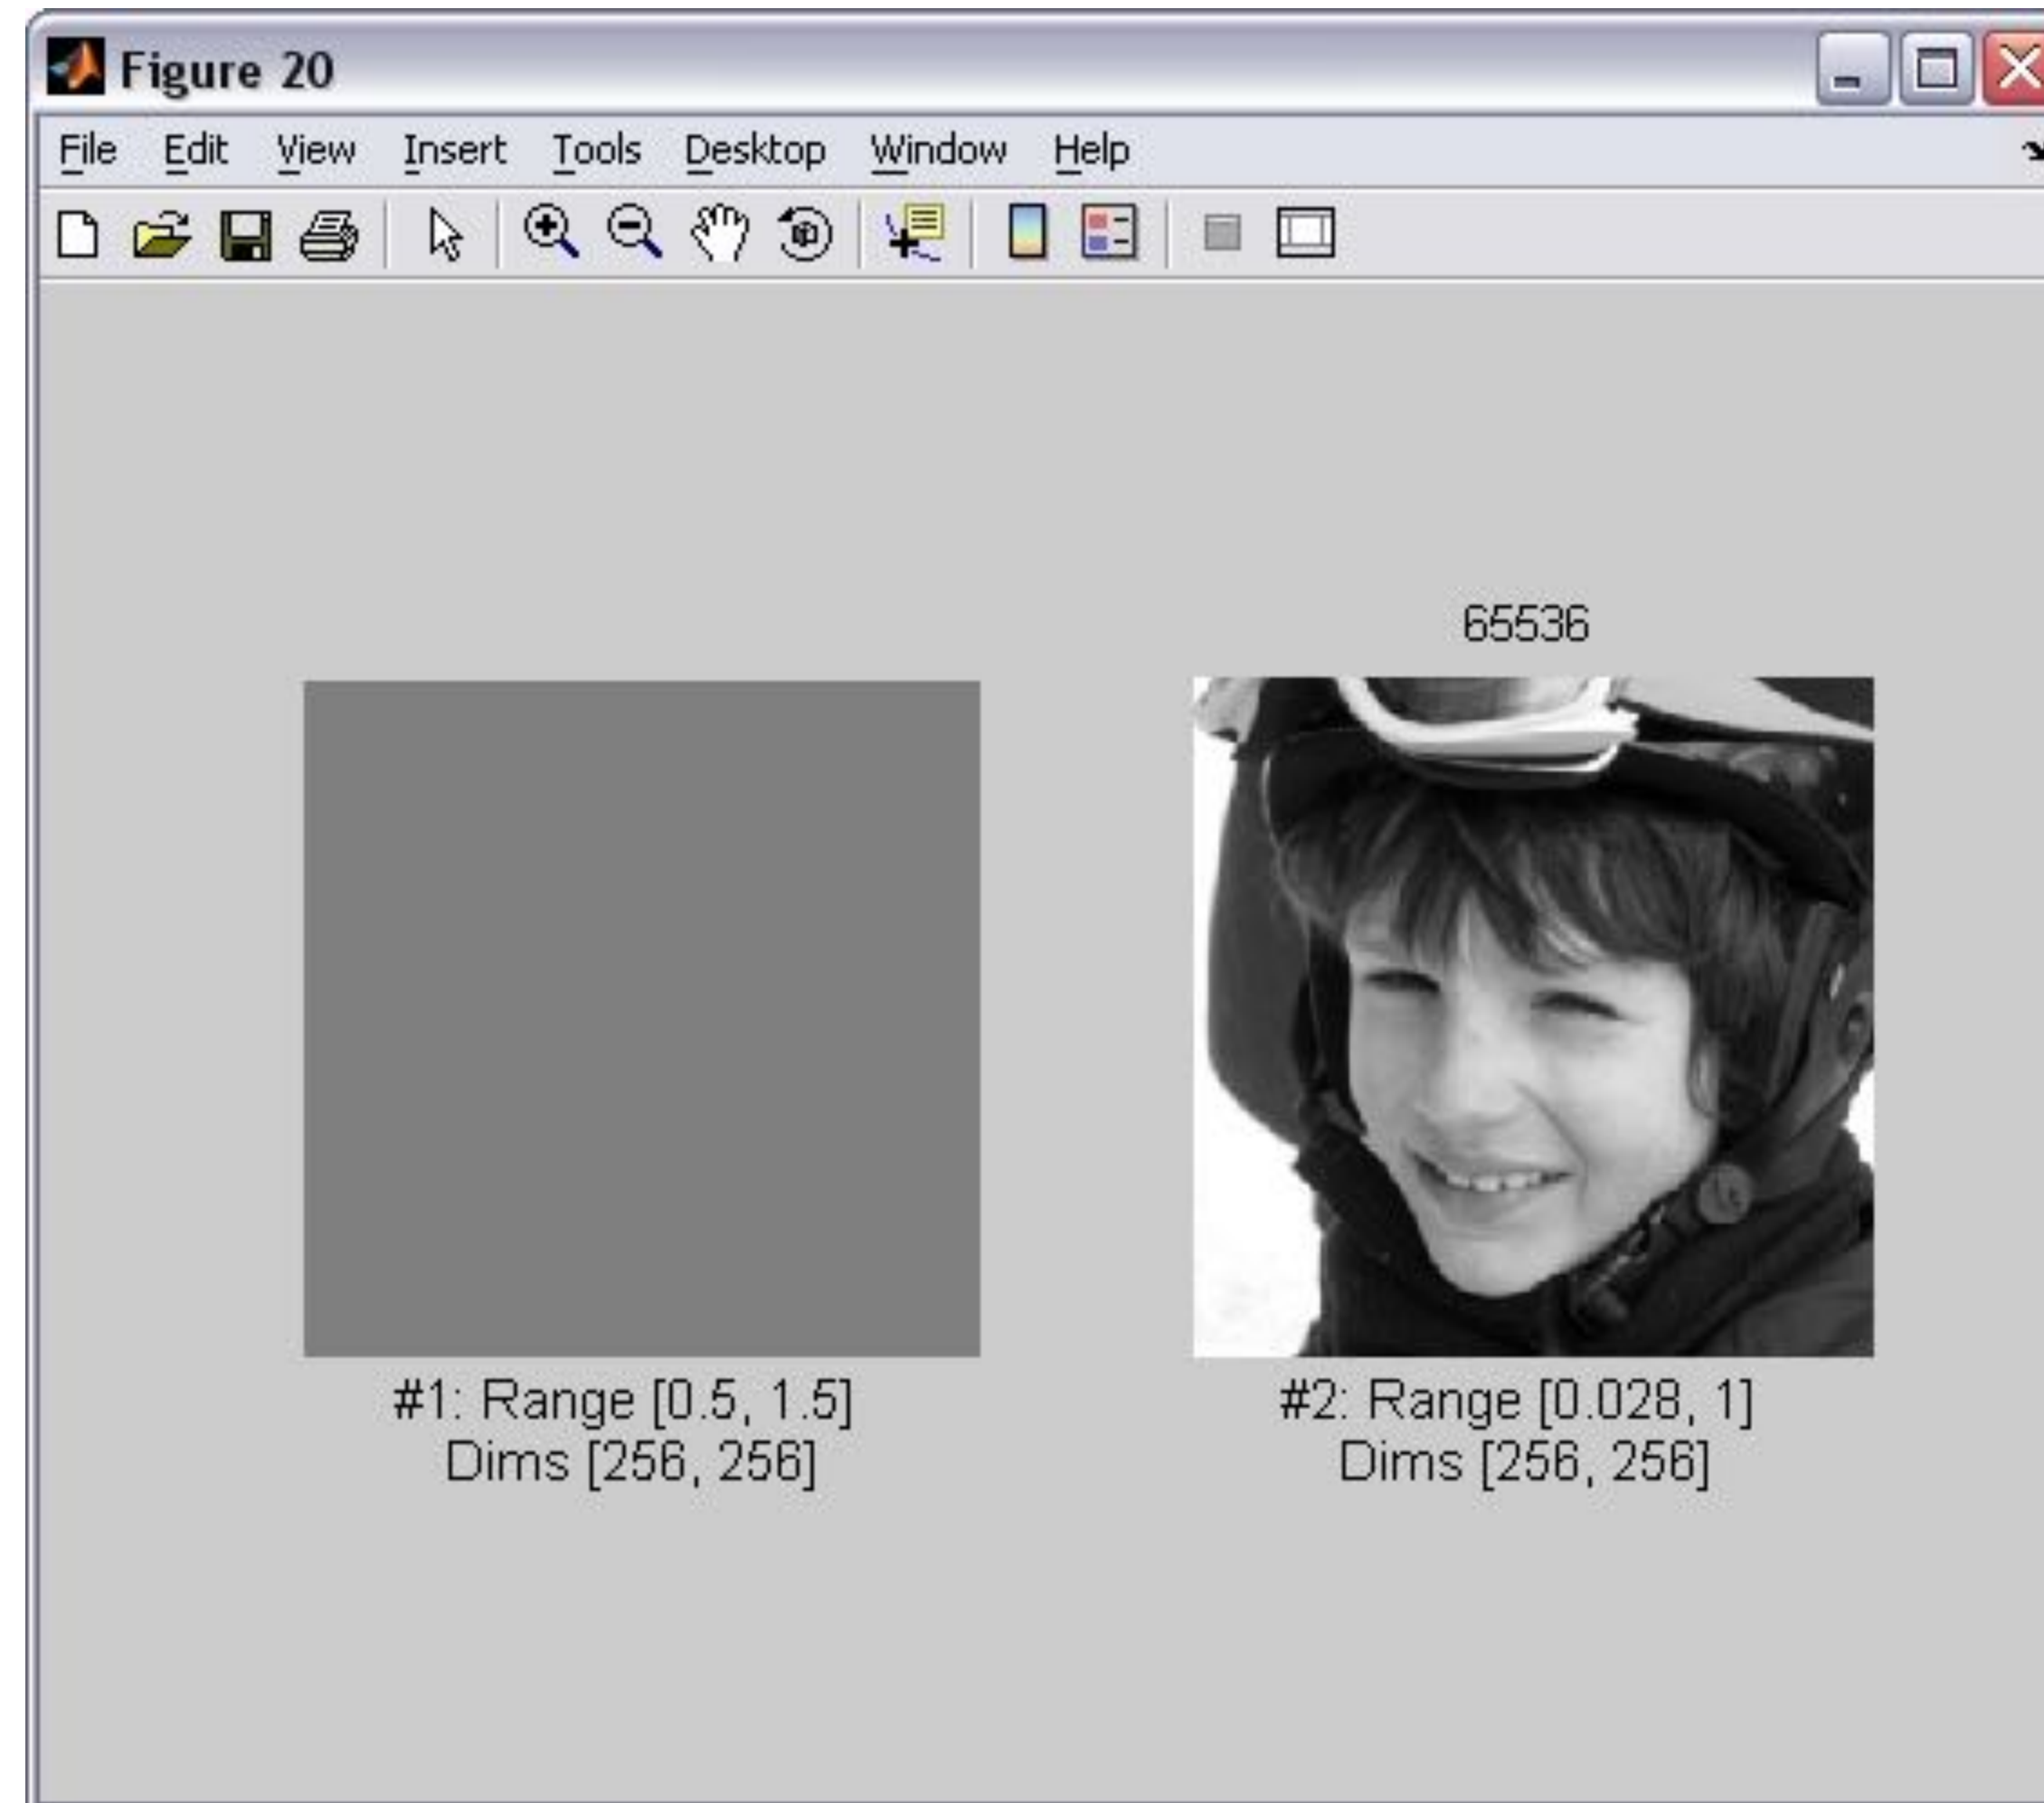 Figure 20
File Edit View Insert Tools Desktop Window Help
65536
#1: Range [0.5, 1.5]
Dims [256, 256]
#2: Range [0.028, 1]
Dims [256, 256]